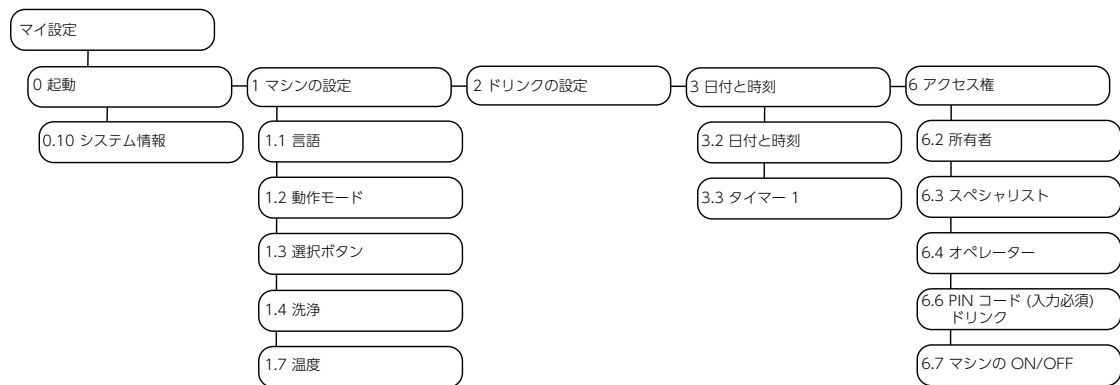 マイ設定
0 起動
1 マシンの設定
2 ドリンクの設定
3 日付と時刻
6 アクセス権
0.10 システム情報
1.1 言語
3.2 日付と時刻
6.2 所有者
1.2 動作モード
3.3 タイマー 1
6.3 スペシャリスト
1.3 選択ボタン
6.4 オペレーター
1.4 洗浄
6.6 PIN コード (入力必須)
ドリンク
1.7 温度
6.7 マシンの ON/OFF